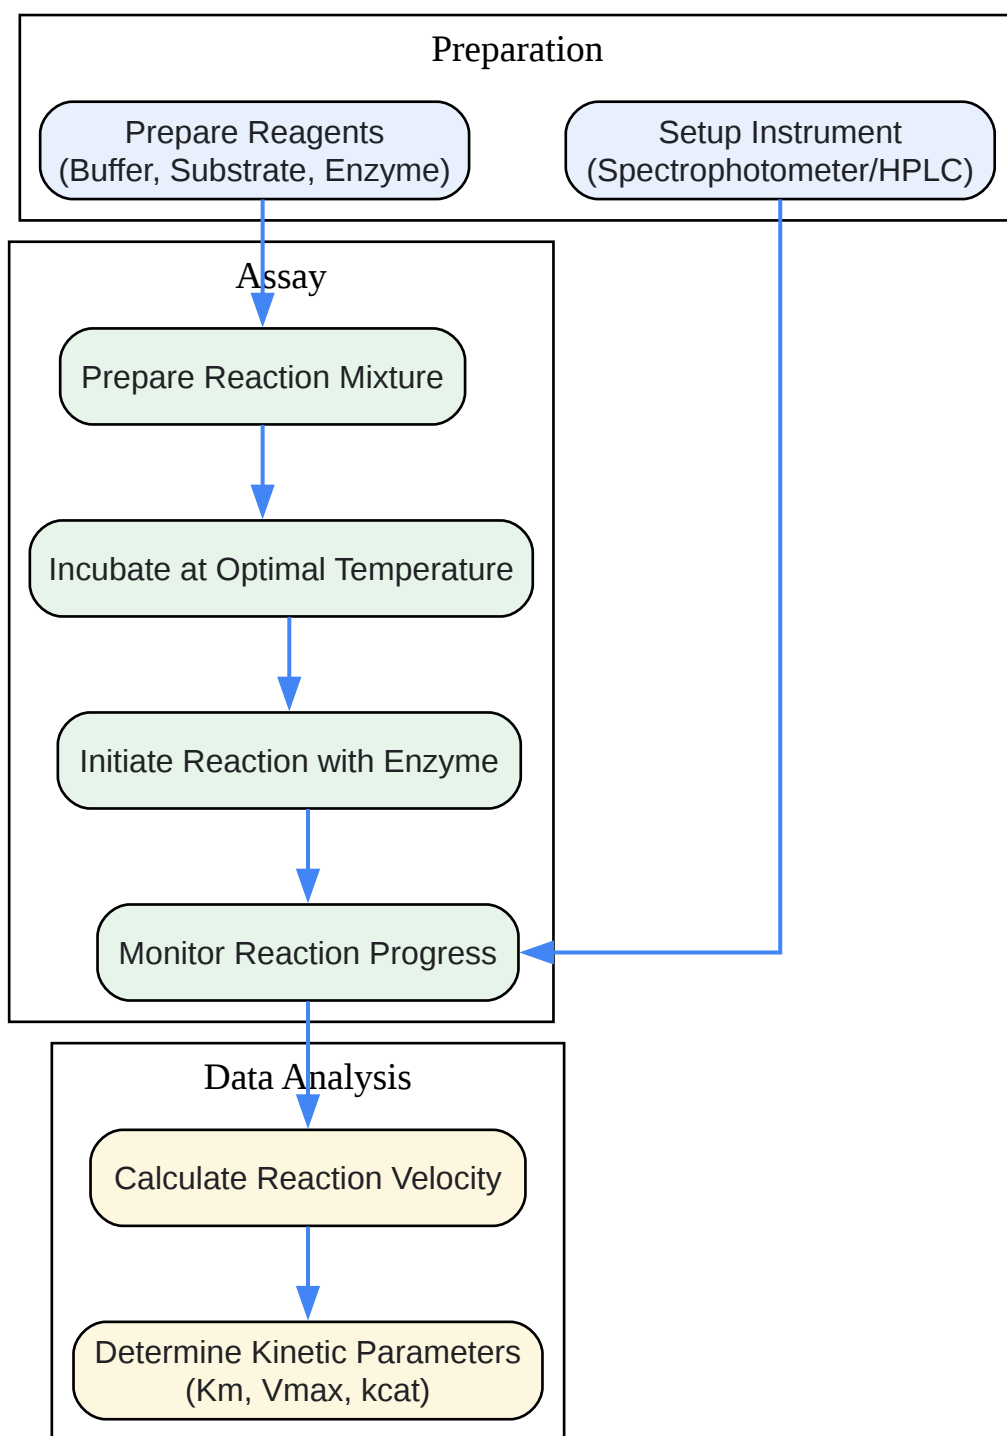 Preparation
Prepare Reagents
(Buffer, Substrate, Enzyme)
Setup Instrument
(Spectrophotometer/HPLC)
Assay
Prepare Reaction Mixture
Incubate at Optimal Temperature
Initiate Reaction with Enzyme
Monitor Reaction Progress
Data Analysis
Calculate Reaction Velocity
Determine Kinetic Parameters
(Km, Vmax, kcat)